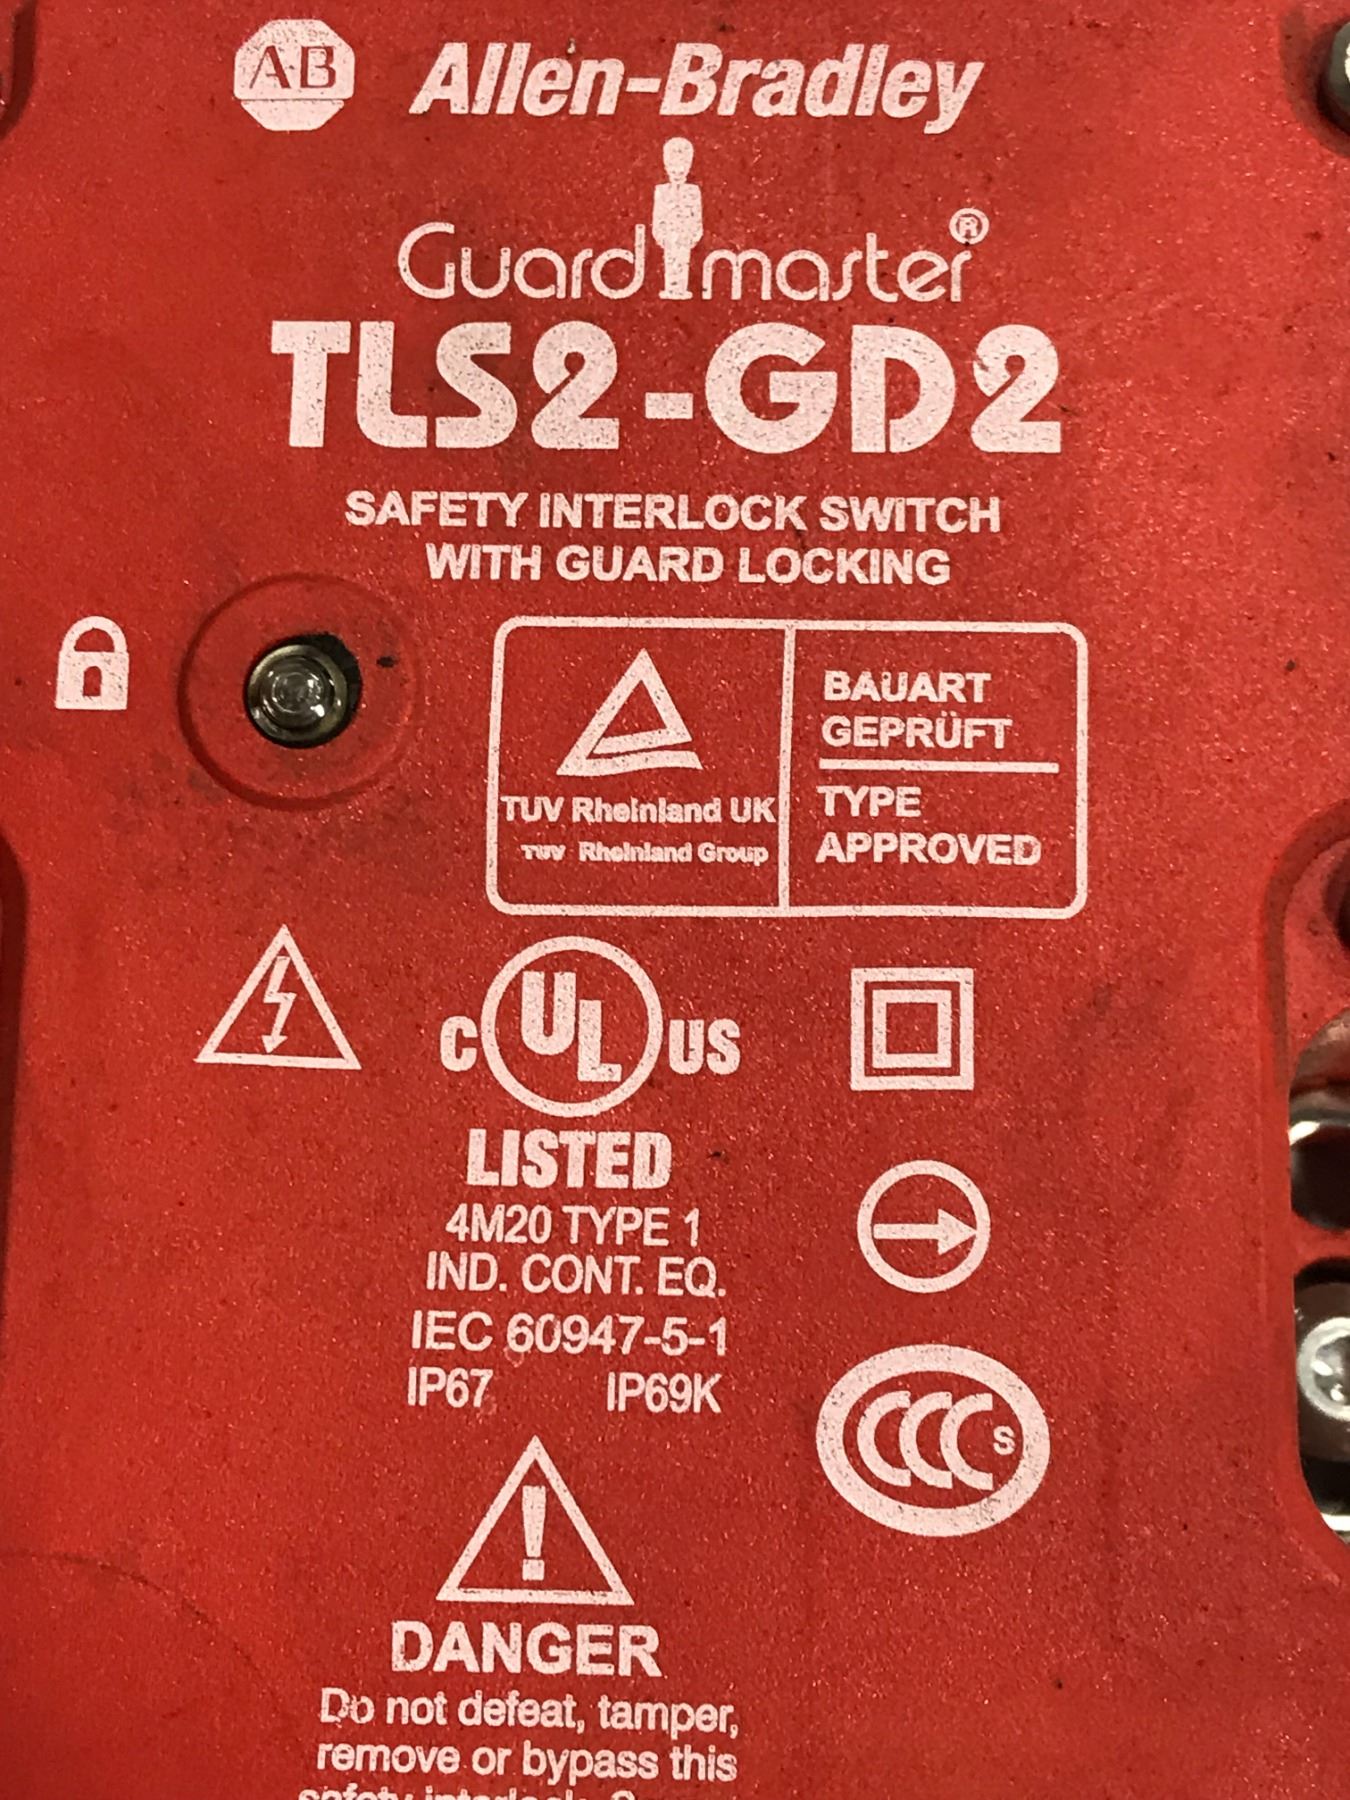 A-B Allen-Bradley
Guardmaster®
TLS2-GD2
SAFETY INTERLOCK SWITCH
WITH GUARD LOCKING
BAUART
GEPRÜFT
TYPE
APPROVED
TUV Rheinland UK
TUV Rheinland Group
C UL US
LISTED
4M20 TYPE 1
IND. CONT. EQ.
IEC 60947-5-1
IP67 IP69K
CCC S
DANGER
Do not defeat, tamper,
remove or bypass this
safety interlock.